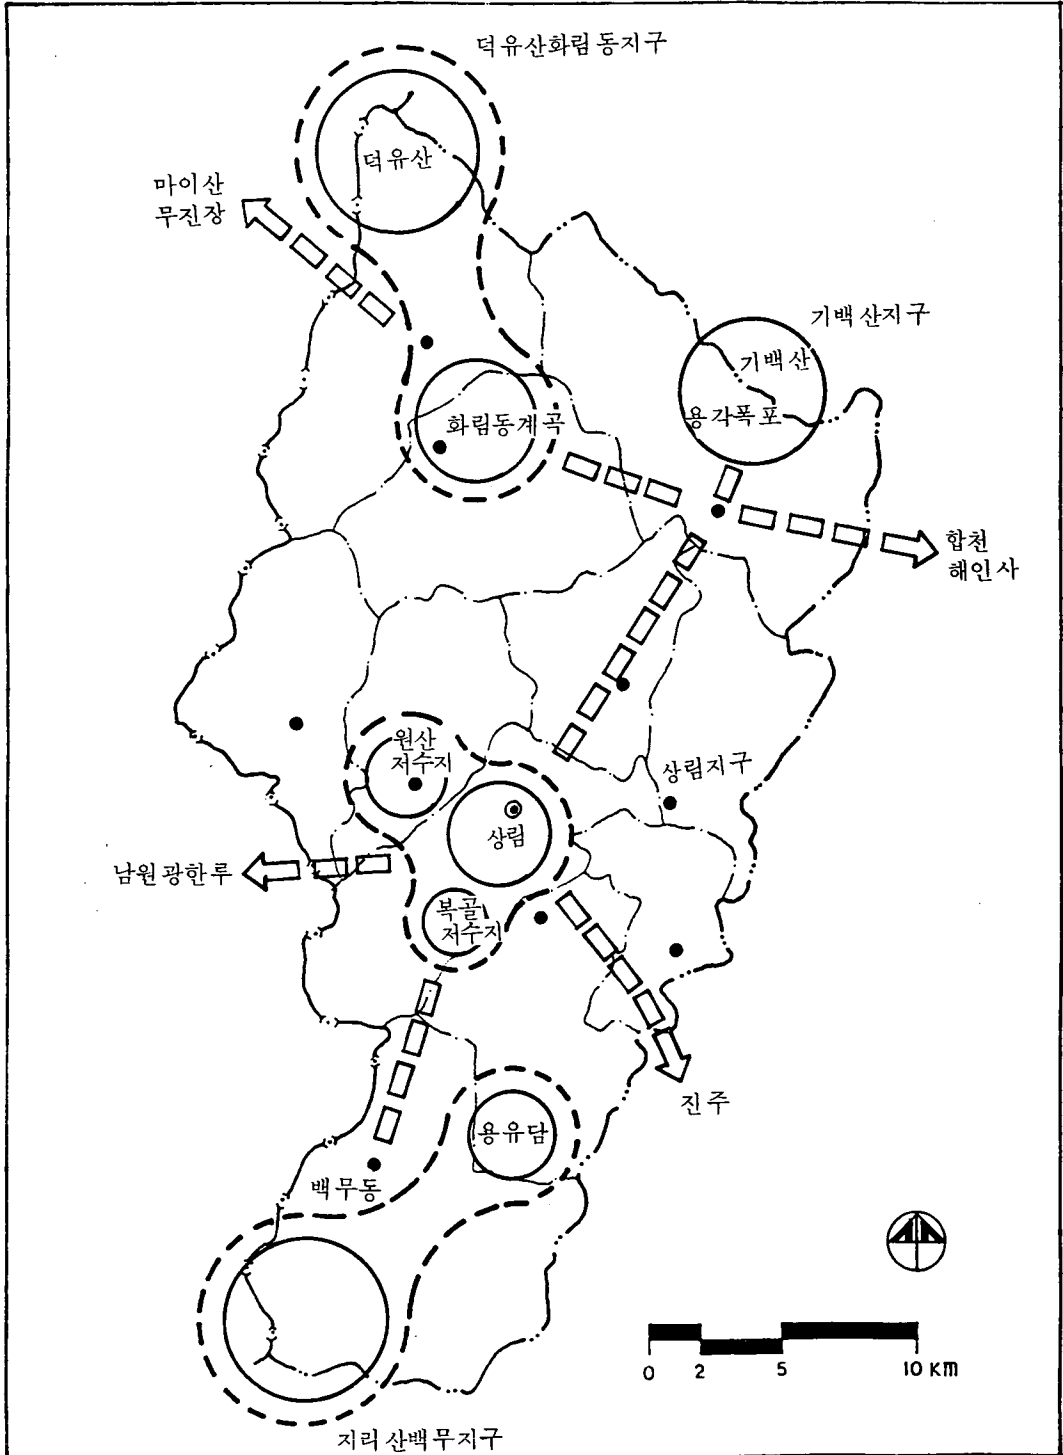 덕유산화림동지구
덕유산
마이산
무진장
기백산지구
기백산
용각폭포
화림동계곡
합천
해인사
원산
저수지
상림지구
상림
남원광한루
복골
저수지
진주
용유담
백무동
0 2 5 10 KM
지리산백무지구